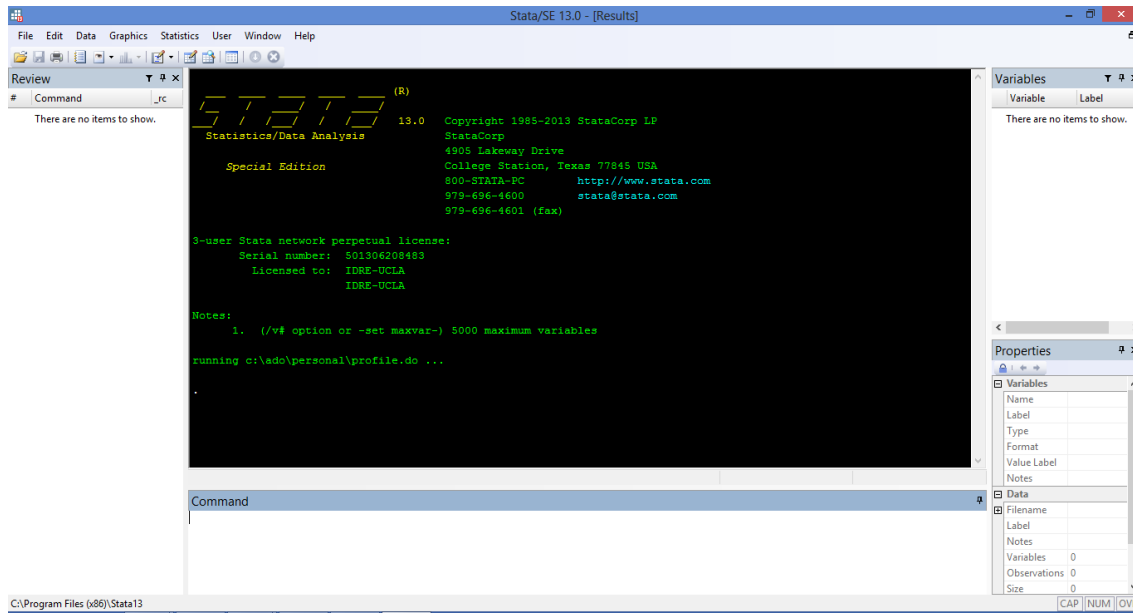 Stata/SE 13.0 - [Results]
File Edit Data Graphics Statistics User Window Help
Review
# Command _rc
There are no items to show.
(R)
13.0 Copyright 1985-2013 StataCorp LP
Statistics/Data Analysis StataCorp
4905 Lakeway Drive
Special Edition College Station, Texas 77845 USA
800-STATA-PC http://www.stata.com
979-696-4600 stata@stata.com
979-696-4601 (fax)
3-user Stata network perpetual license:
Serial number: 501306208483
Licensed to: IDRE-UCLA
IDRE-UCLA
Notes:
1. (/v# option or -set maxvar-) 5000 maximum variables
running c:\ado\personal\profile.do ...
.
Command
Variables
Variable Label
There are no items to show.
Properties
Variables
Name
Label
Type
Format
Value Label
Notes
Data
Filename
Label
Notes
Variables 0
Observations 0
Size 0
C:\Program Files (x86)\Stata13
CAP NUM OV